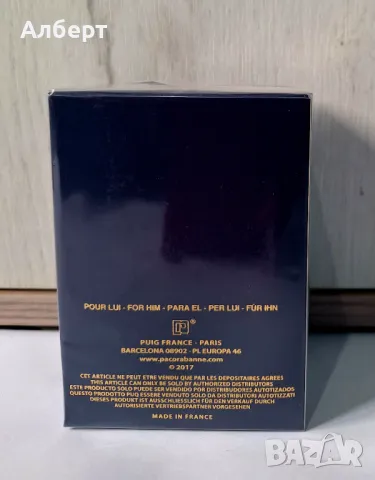 Алберт
POUR LUI - FOR HIM - PARA EL - PER LUI - FÜR IHN
PUIG FRANCE - PARIS
BARCELONA 08902 - PL EUROPA 46
www.pacorabanne.com
© 2017
CET ARTICLE NE PEUT ETRE VENDU QUE PAR LES DEPOSITAIRES AGREES
THIS ARTICLE CAN ONLY BE SOLD BY AUTHORIZED DISTRIBUTORS
ESTE PRODUCTO SOLO PUEDE SER VENDIDO POR DISTRIBUIDORES AUTORIZADOS
QUESTO PRODOTTO PUÒ ESSERE VENDUTO SOLO DA DISTRIBUTORI AUTORIZZATI
DIESES PRODUKT IST FÜR DEN VERKAUF DURCH
AUTORISIERTE VERTRIEBSPARTNER VORGESEHEN
MADE IN FRANCE
BAZAR